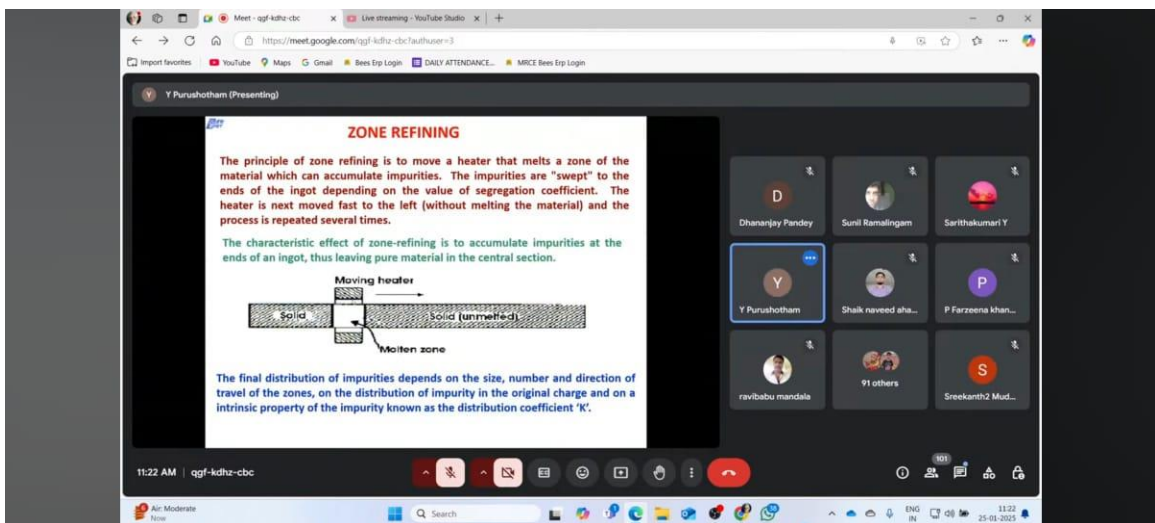 Meet - qgf-kdhz-cbc
Live streaming - YouTube Studio
https://meet.google.com/qgf-kdhz-cbc?authuser=3
Import favorites YouTube Maps Gmail Bees Erp Login DAILY ATTENDANCE... MRCE Bees Erp Login
Y Y Purushotham (Presenting)
ZONE REFINING
The principle of zone refining is to move a heater that melts a zone of the
material which can accumulate impurities. The impurities are "swept" to the
ends of the ingot depending on the value of segregation coefficient. The
heater is next moved fast to the left (without melting the material) and the
process is repeated several times.
The characteristic effect of zone-refining is to accumulate impurities at the
ends of an ingot, thus leaving pure material in the central section.
Moving heater
Solid
Solid (unmelted)
Molten zone
The final distribution of impurities depends on the size, number and direction of
travel of the zones, on the distribution of impurity in the original charge and on a
intrinsic property of the impurity known as the distribution coefficient ‘K’.
D
Dhananjay Pandey
Sunil Ramalingam
Sarithakumari Y
Y
Y Purushotham
Shaik naveed aha...
P
P Farzeena khan...
ravibabu mandala
91 others
S
Sreekanth2 Mud...
11:22 AM | qgf-kdhz-cbc
101
Air: Moderate
Now
Search
ENG
IN
11:22
25-01-2025